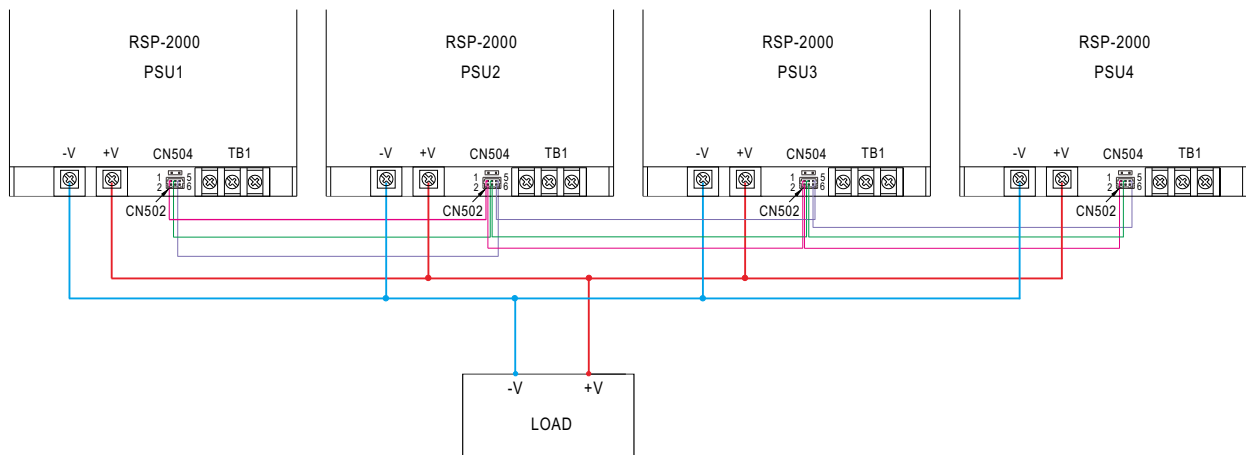 RSP-2000 RSP-2000 RSP-2000 RSP-2000
PSU1 PSU2 PSU3 PSU4
-V +V CN504 TB1 -V +V CN504 TB1 -V +V CN504 TB1 -V +V CN504 TB1
1 5 1 5 1 5 1 5
2 6 2 6 2 6 2 6
CN502 CN502 CN502 CN502
-V +V
LOAD